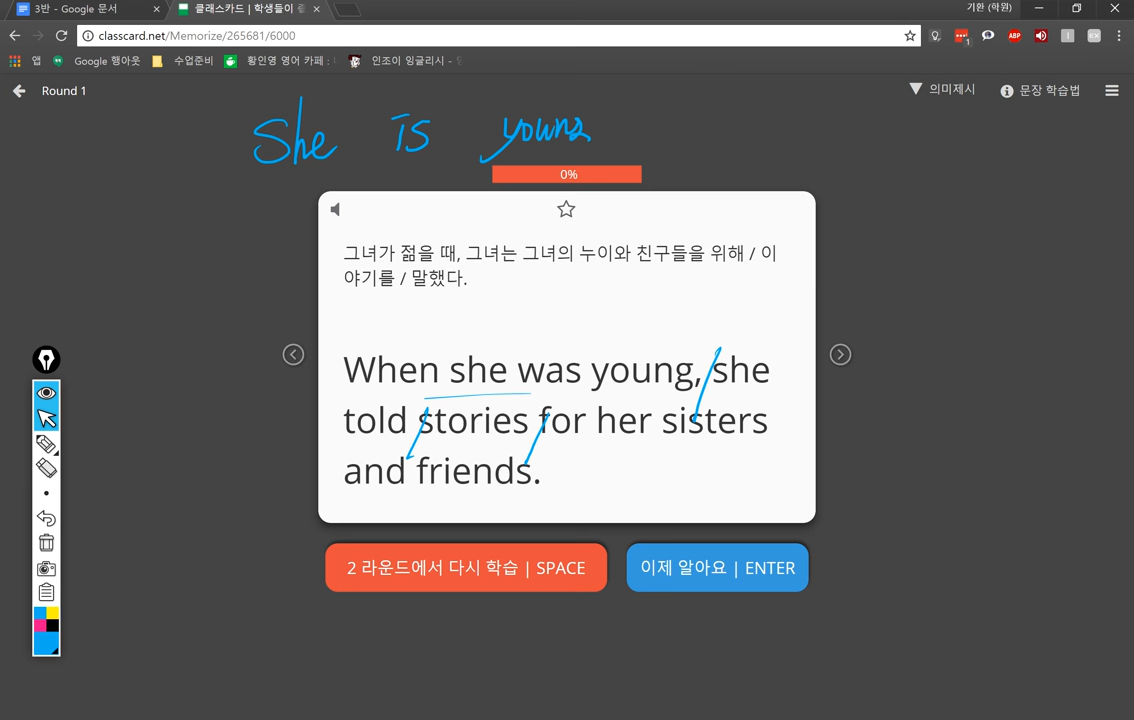 3반 - Google 문서
클래스카드 | 학생들이 줄
기환 (학원)
classcard.net/Memorize/265681/6000
ABP
1
앱
Google 행아웃
수업준비
황인영 영어 카페 :
인조이 잉글리시 -
Round 1
의미제시
문장 학습법
She is young
0%
그녀가 젊을 때, 그녀는 그녀의 누이와 친구들을 위해 / 이
야기를 / 말했다.
When she was young, she
told stories for her sisters
and friends.
2 라운드에서 다시 학습 | SPACE
이제 알아요 | ENTER